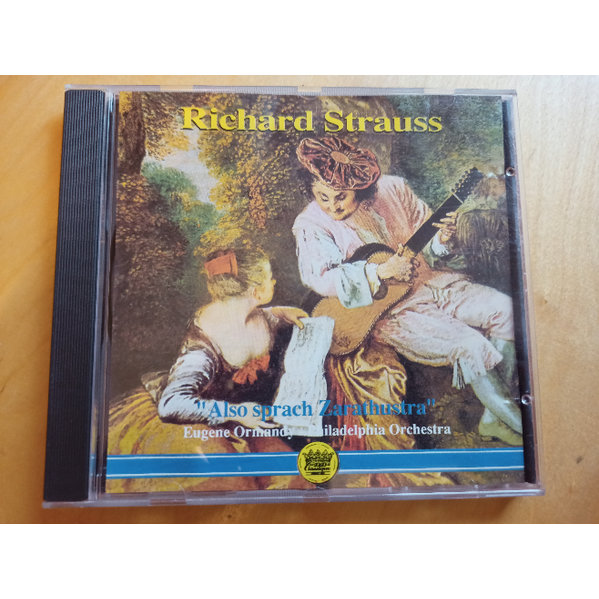 Richard Strauss
"Also sprach Zarathustra"
Eugene Ormandy Philadelphia Orchestra